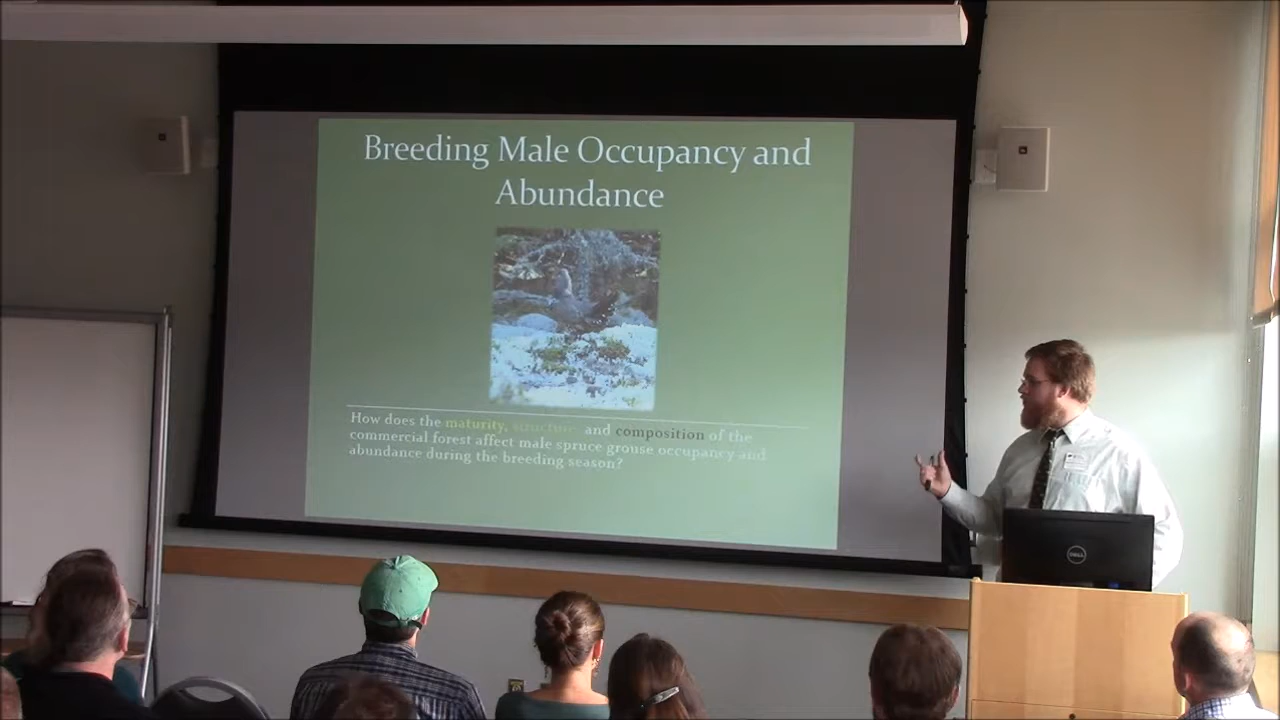 Breeding Male Occupancy and
Abundance
How does the maturity, structure and composition of the
commercial forest affect male spruce grouse occupancy and
abundance during the breeding season?
DELL